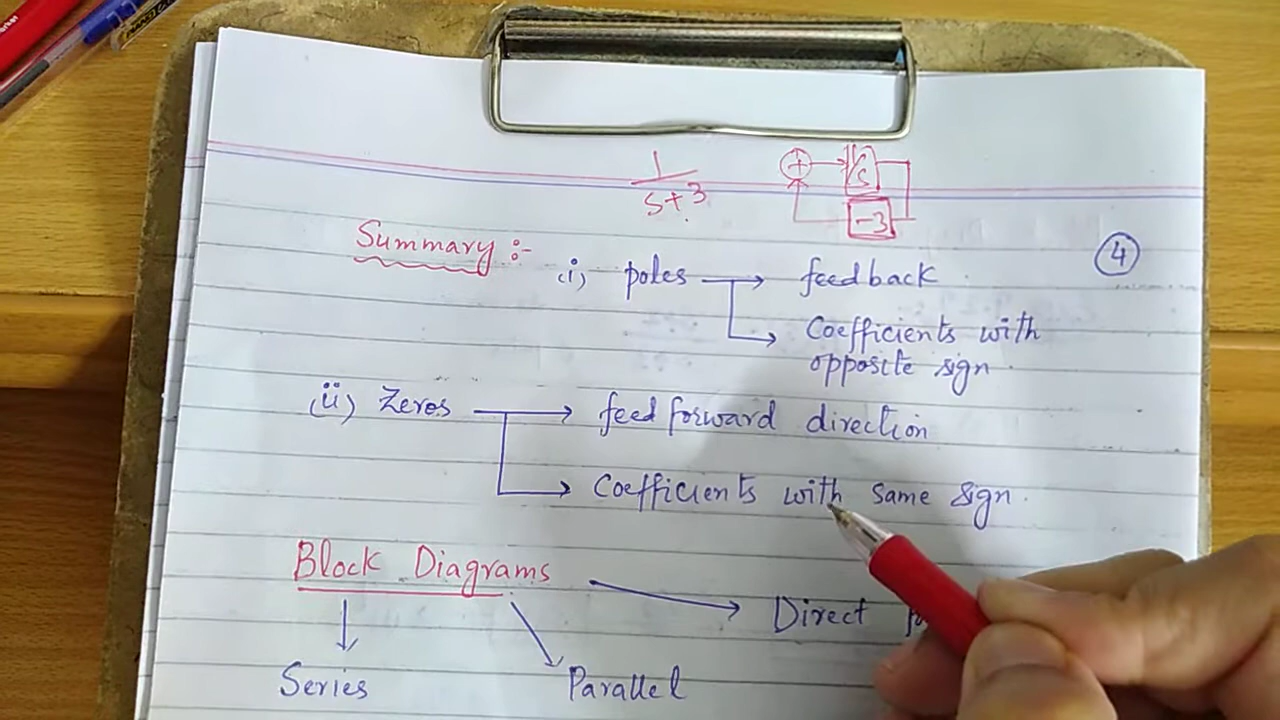 1
s+3
+
1/s
-3
Summary :-
(4)
(i) poles → feedback
→ Coefficients with
opposite sign.
(ii) Zeros → feed forward direction
→ Coefficients with same sign.
Block Diagrams
→ Direct
Series
Parallel